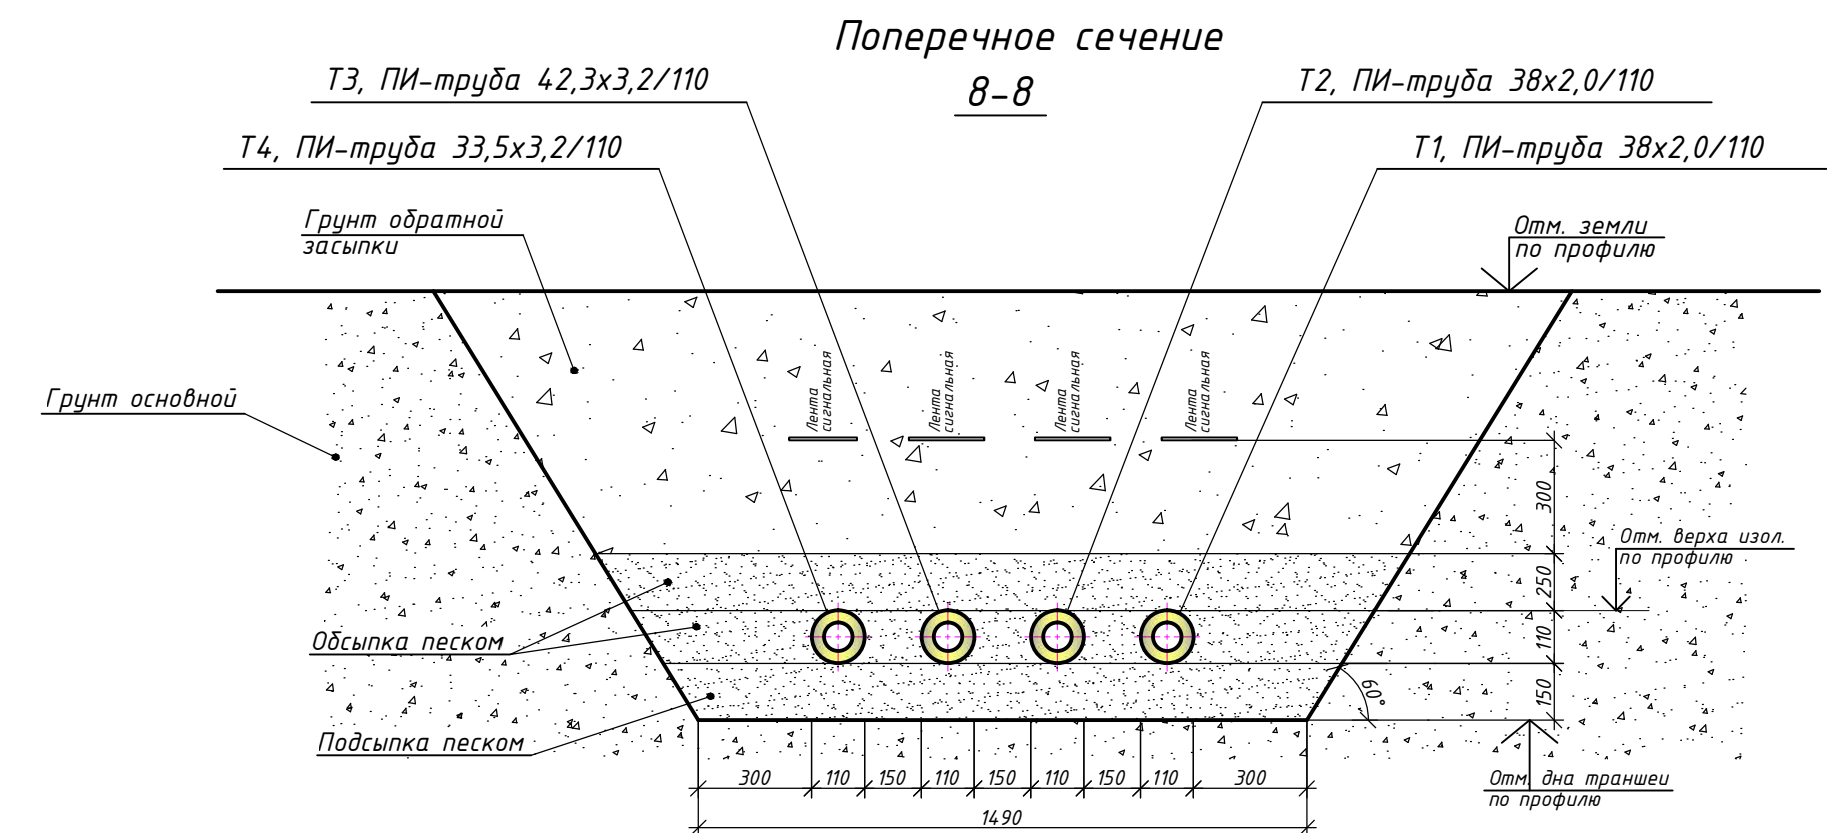 Поперечное сечение
8-8
Т3, ПИ-труба 42,3х3,2/110
Т2, ПИ-труба 38х2,0/110
Т4, ПИ-труба 33,5х3,2/110
Т1, ПИ-труба 38х2,0/110
Грунт обратной
засыпки
Отм. земли
по профилю
Грунт основной
Лента
сигнальная
Лента
сигнальная
Лента
сигнальная
Лента
сигнальная
300
Отм. верха изол.
по профилю
250
110
150
60°
Обсыпка песком
Подсыпка песком
300 110 150 110 150 110 150 110 300
1490
Отм. дна траншеи
по профилю